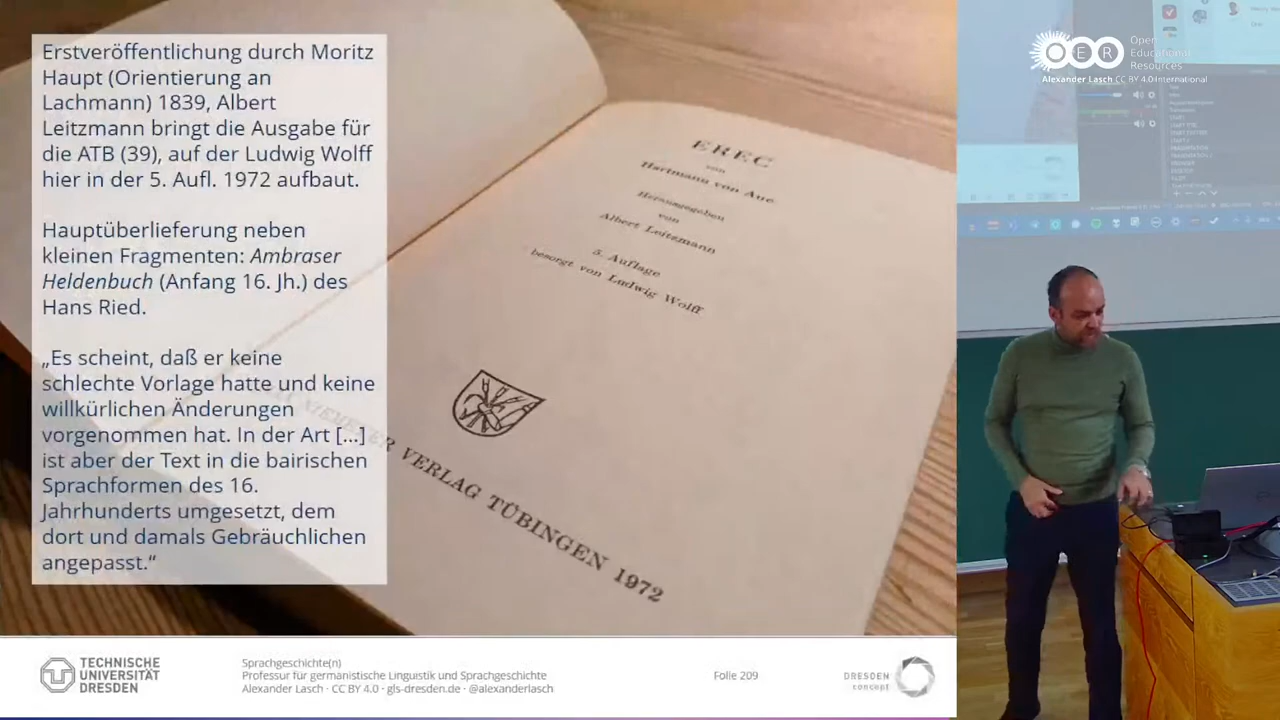 Erstveröffentlichung durch Moritz
Haupt (Orientierung an
Lachmann) 1839, Albert
Leitzmann bringt die Ausgabe für
die ATB (39), auf der Ludwig Wolff
hier in der 5. Aufl. 1972 aufbaut.
Hauptüberlieferung neben
kleinen Fragmenten: Ambraser
Heldenbuch (Anfang 16. Jh.) des
Hans Ried.
„Es scheint, daß er keine
schlechte Vorlage hatte und keine
willkürlichen Änderungen
vorgenommen hat. In der Art [...]
ist aber der Text in die bairischen
Sprachformen des 16.
Jahrhunderts umgesetzt, dem
dort und damals Gebräuchlichen
angepasst.“
EREC
von
Hartmann von Aue
Herausgegeben
von
Albert Leitzmann
5. Auflage
besorgt von Ludwig Wolff
NIEMEYER VERLAG TÜBINGEN 1972
OER
Open
Educational
Resources
Alexander Lasch CC BY 4.0 International
TECHNISCHE
UNIVERSITÄT
DRESDEN
Sprachgeschichte(n)
Professur für germanistische Linguistik und Sprachgeschichte
Alexander Lasch · CC BY 4.0 · gls-dresden.de · @alexanderlasch
Folie 209
DRESDEN
concept